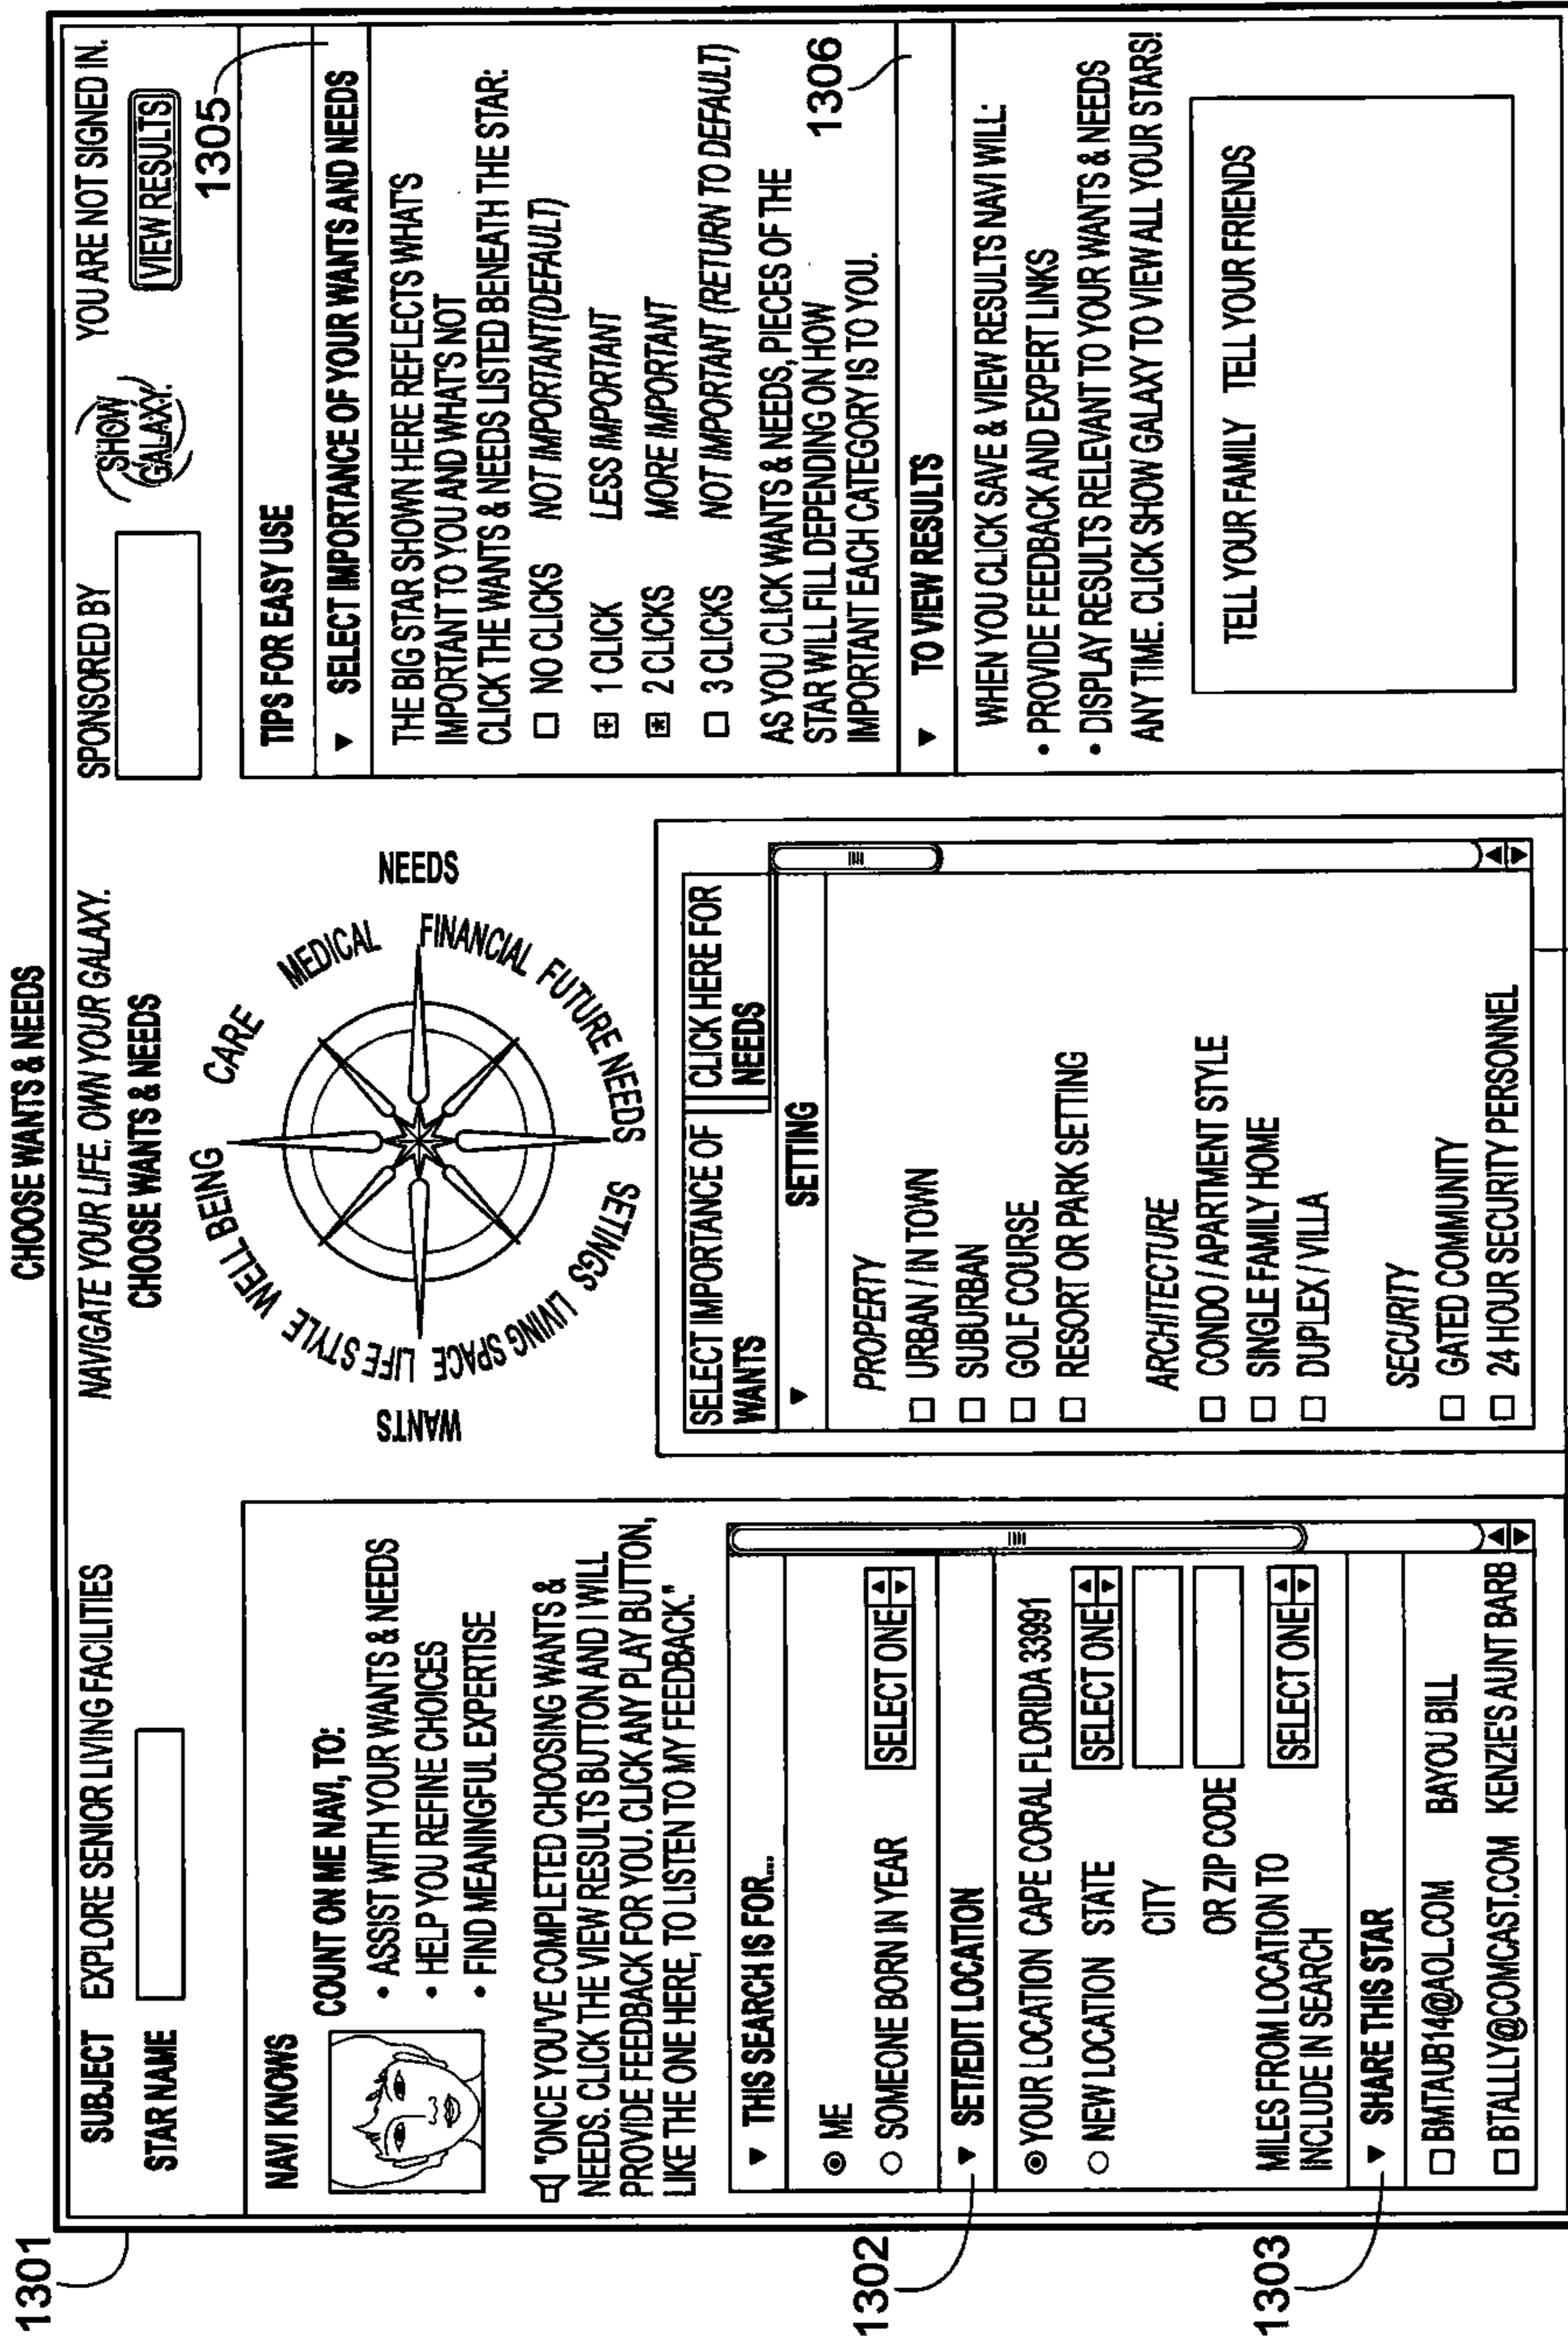 CHOOSE WANTS & NEEDS
1301
SUBJECT EXPLORE SENIOR LIVING FACILITIES
STAR NAME
NAVIGATE YOUR LIFE. OWN YOUR GALAXY.
CHOOSE WANTS & NEEDS
SPONSORED BY
SHOW
GALAXY.
YOU ARE NOT SIGNED IN.
VIEW RESULTS
NAVI KNOWS
COUNT ON ME NAVI, TO:
• ASSIST WITH YOUR WANTS & NEEDS
• HELP YOU REFINE CHOICES
• FIND MEANINGFUL EXPERTISE
"ONCE YOU'VE COMPLETED CHOOSING WANTS &
NEEDS. CLICK THE VIEW RESULTS BUTTON AND I WILL
PROVIDE FEEDBACK FOR YOU. CLICK ANY PLAY BUTTON,
LIKE THE ONE HERE, TO LISTEN TO MY FEEDBACK."
THIS SEARCH IS FOR....
ME
SOMEONE BORN IN YEAR SELECT ONE
1302
SET/EDIT LOCATION
YOUR LOCATION CAPE CORAL FLORIDA 33991
NEW LOCATION STATE SELECT ONE
CITY
OR ZIP CODE
MILES FROM LOCATION TO
INCLUDE IN SEARCH SELECT ONE
1303
SHARE THIS STAR
BMTAUB14@AOL.COM BAYOU BILL
BTALLLY@COMCAST.COM KENZIE'S AUNT BARB
WANTS
NEEDS
CARE MEDICAL FINANCIAL FUTURE NEEDS
SETINGS LIVING SPACE LIFE STYLE WELL BEING
SELECT IMPORTANCE OF
WANTS
CLICK HERE FOR
NEEDS
SETTING
PROPERTY
URBAN / IN TOWN
SUBURBAN
GOLF COURSE
RESORT OR PARK SETTING
ARCHITECTURE
CONDO / APARTMENT STYLE
SINGLE FAMILY HOME
DUPLEX / VILLA
SECURITY
GATED COMMUNITY
24 HOUR SECURITY PERSONNEL
TIPS FOR EASY USE
1305
SELECT IMPORTANCE OF YOUR WANTS AND NEEDS
THE BIG STAR SHOWN HERE REFLECTS WHAT'S
IMPORTANT TO YOU AND WHAT'S NOT
CLICK THE WANTS & NEEDS LISTED BENEATH THE STAR:
NO CLICKS NOT IMPORTANT(DEFAULT)
+ 1 CLICK LESS IMPORTANT
* 2 CLICKS MORE IMPORTANT
3 CLICKS NOT IMPORTANT (RETURN TO DEFAULT)
AS YOU CLICK WANTS & NEEDS, PIECES OF THE
STAR WILL FILL DEPENDING ON HOW
IMPORTANT EACH CATEGORY IS TO YOU.
1306
TO VIEW RESULTS
WHEN YOU CLICK SAVE & VIEW RESULTS NAVI WILL:
• PROVIDE FEEDBACK AND EXPERT LINKS
• DISPLAY RESULTS RELEVANT TO YOUR WANTS & NEEDS
ANY TIME. CLICK SHOW GALAXY TO VIEW ALL YOUR STARS!
TELL YOUR FAMILY TELL YOUR FRIENDS